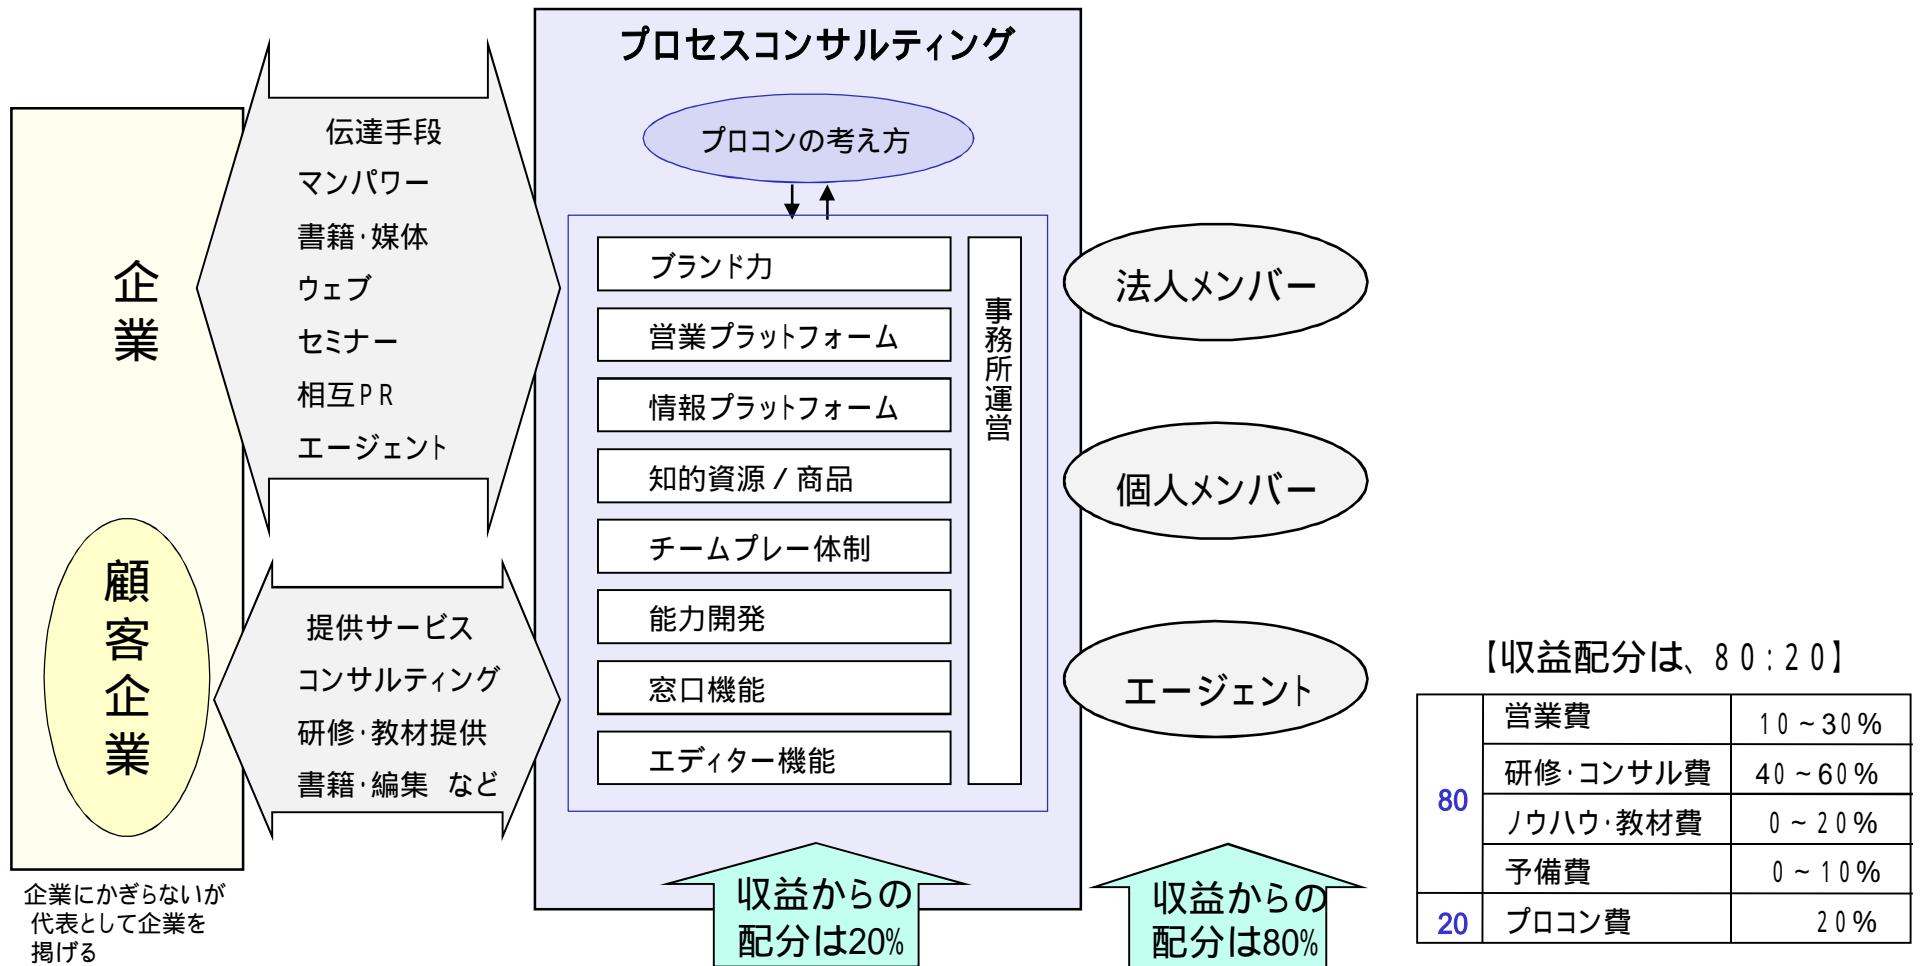 プロセスコンサルティング
プロコンの考え方
伝達手段
マンパワー
書籍・媒体
ウェブ
セミナー
相互PR
エージェント
企業
顧客企業
企業にかぎらないが
代表として企業を
掲げる
提供サービス
コンサルティング
研修・教材提供
書籍・編集 など
ブランド力
営業プラットフォーム
情報プラットフォーム
知的資源/商品
チームプレー体制
能力開発
窓口機能
エディター機能
事務所運営
法人メンバー
個人メンバー
エージェント
収益からの
配分は20%
収益からの
配分は80%
【収益配分は、80:20】
80
営業費 10~30%
研修・コンサル費 40~60%
ノウハウ・教材費 0~20%
予備費 0~10%
20 プロコン費 20%